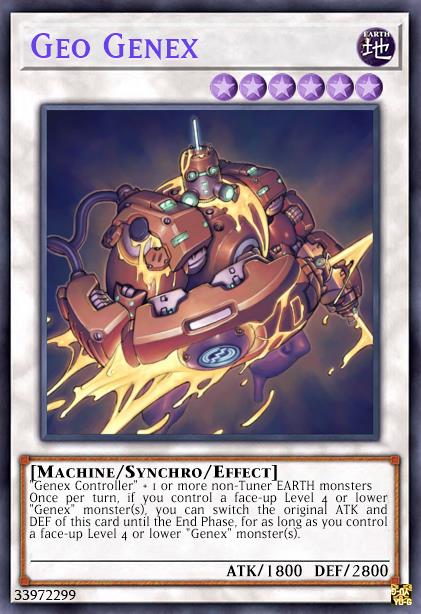 Geo Genex
EARTH
地
[Machine/Synchro/Effect]
"Genex Controller" + 1 or more non-Tuner EARTH monsters
Once per turn, if you control a face-up Level 4 or lower
"Genex" monster(s), you can switch the original ATK and
DEF of this card until the End Phase, for as long as you control
a face-up Level 4 or lower "Genex" monster(s).
ATK/1800 DEF/2800
33972299